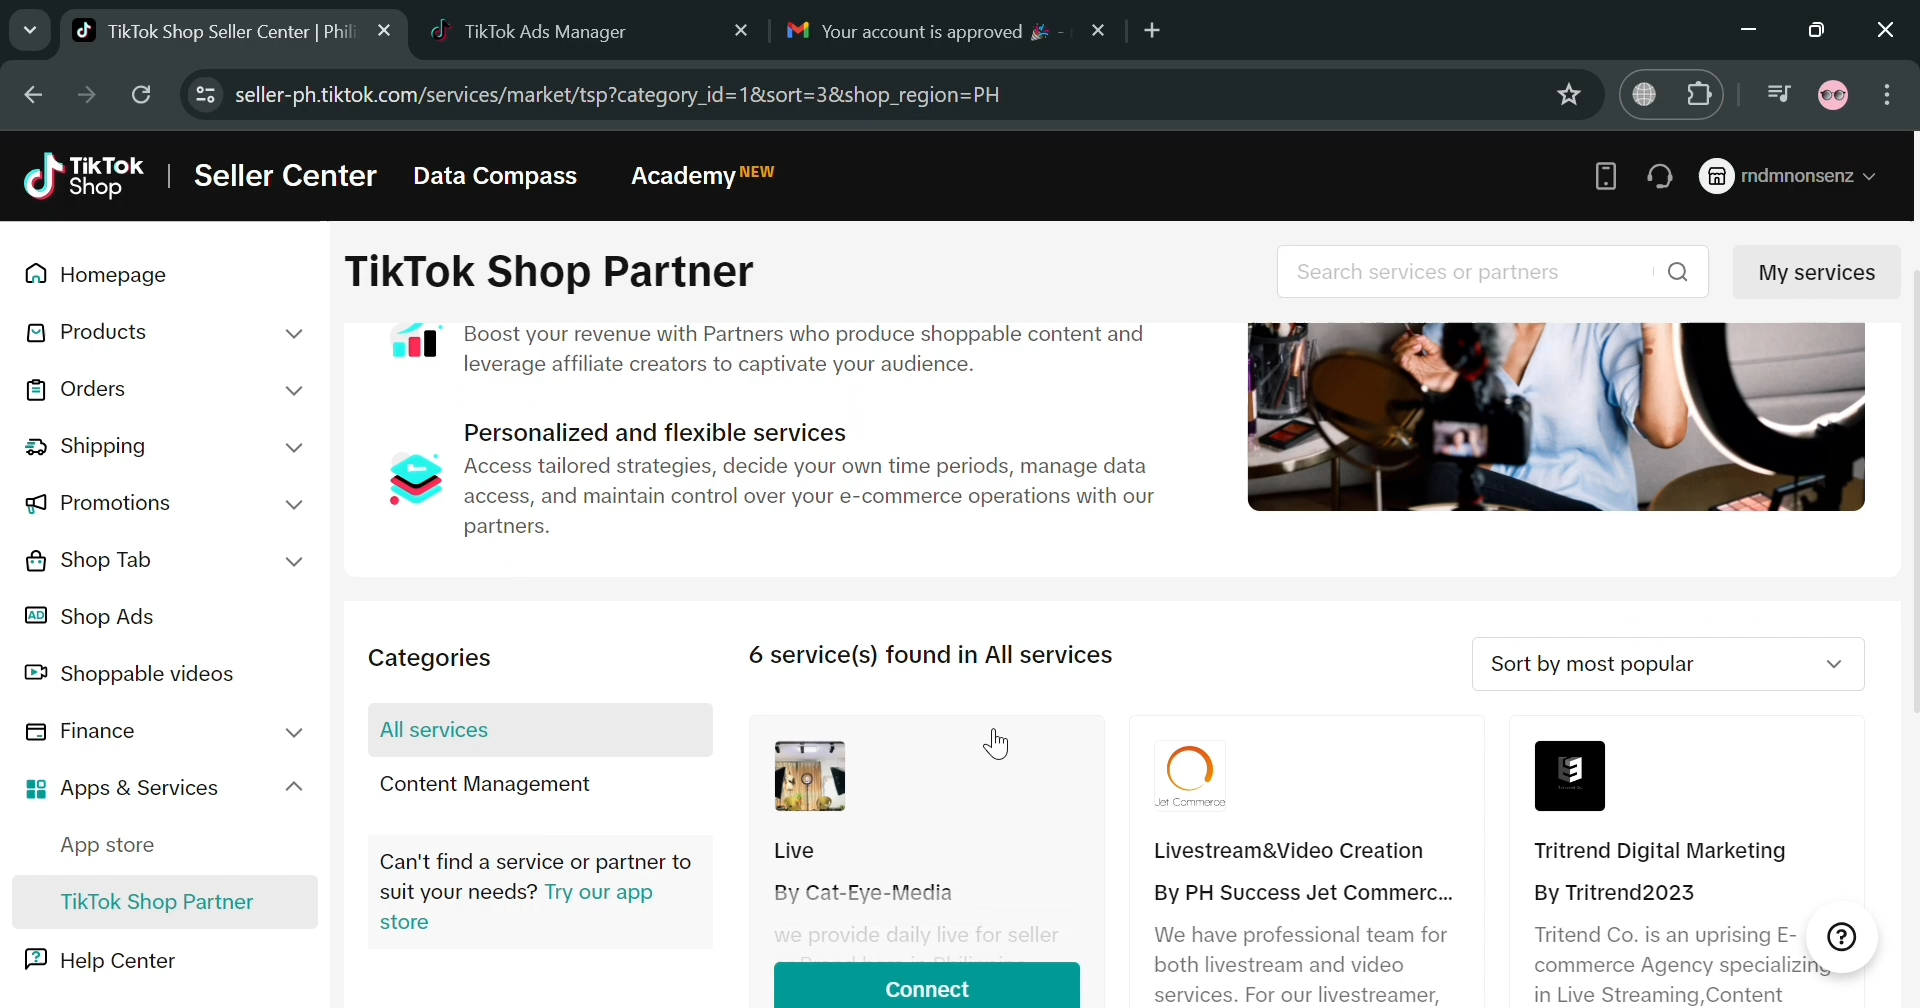 TikTok Shop Seller Center | Phili
TikTok Ads Manager
Your account is approved 🎉 -
seller-ph.tiktok.com/services/market/tsp?category_id=1&sort=3&shop_region=PH
TikTok Shop | Seller Center
Data Compass
Academy NEW
rndmnonsenz
Homepage
Products
Orders
Shipping
Promotions
Shop Tab
AD Shop Ads
Shoppable videos
Finance
Apps & Services
App store
TikTok Shop Partner
Help Center
TikTok Shop Partner
Search services or partners
My services
Boost your revenue with Partners who produce shoppable content and
leverage affiliate creators to captivate your audience.
Personalized and flexible services
Access tailored strategies, decide your own time periods, manage data
access, and maintain control over your e-commerce operations with our
partners.
Categories
All services
Content Management
Can't find a service or partner to
suit your needs? Try our app
store
6 service(s) found in All services
Sort by most popular
Live
By Cat-Eye-Media
we provide daily live for seller
Connect
Jet Commerce
Livestream&Video Creation
By PH Success Jet Commerc...
We have professional team for
both livestream and video
services. For our livestreamer,
Tritrend Digital Marketing
By Tritrend2023
Tritend Co. is an uprising E-
commerce Agency specializing
in Live Streaming,Content